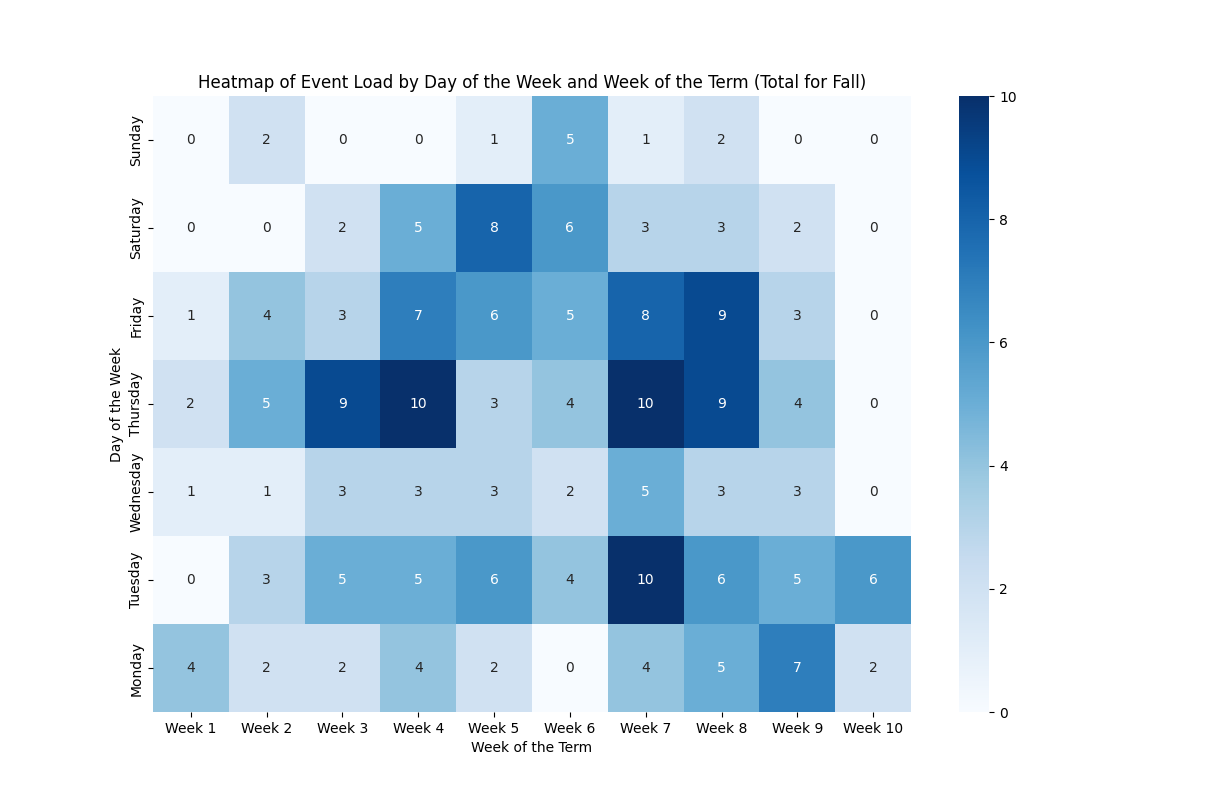 Heatmap of Event Load by Day of the Week and Week of the Term (Total for Fall)
Day of the Week
Sunday 0 2 0 0 1 5 1 2 0 0
Saturday 0 0 2 5 8 6 3 3 2 0
Friday 1 4 3 7 6 5 8 9 3 0
Thursday 2 5 9 10 3 4 10 9 4 0
Wednesday 1 1 3 3 3 2 5 3 3 0
Tuesday 0 3 5 5 6 4 10 6 5 6
Monday 4 2 2 4 2 0 4 5 7 2
Week 1 Week 2 Week 3 Week 4 Week 5 Week 6 Week 7 Week 8 Week 9 Week 10
Week of the Term
10
8
6
4
2
0